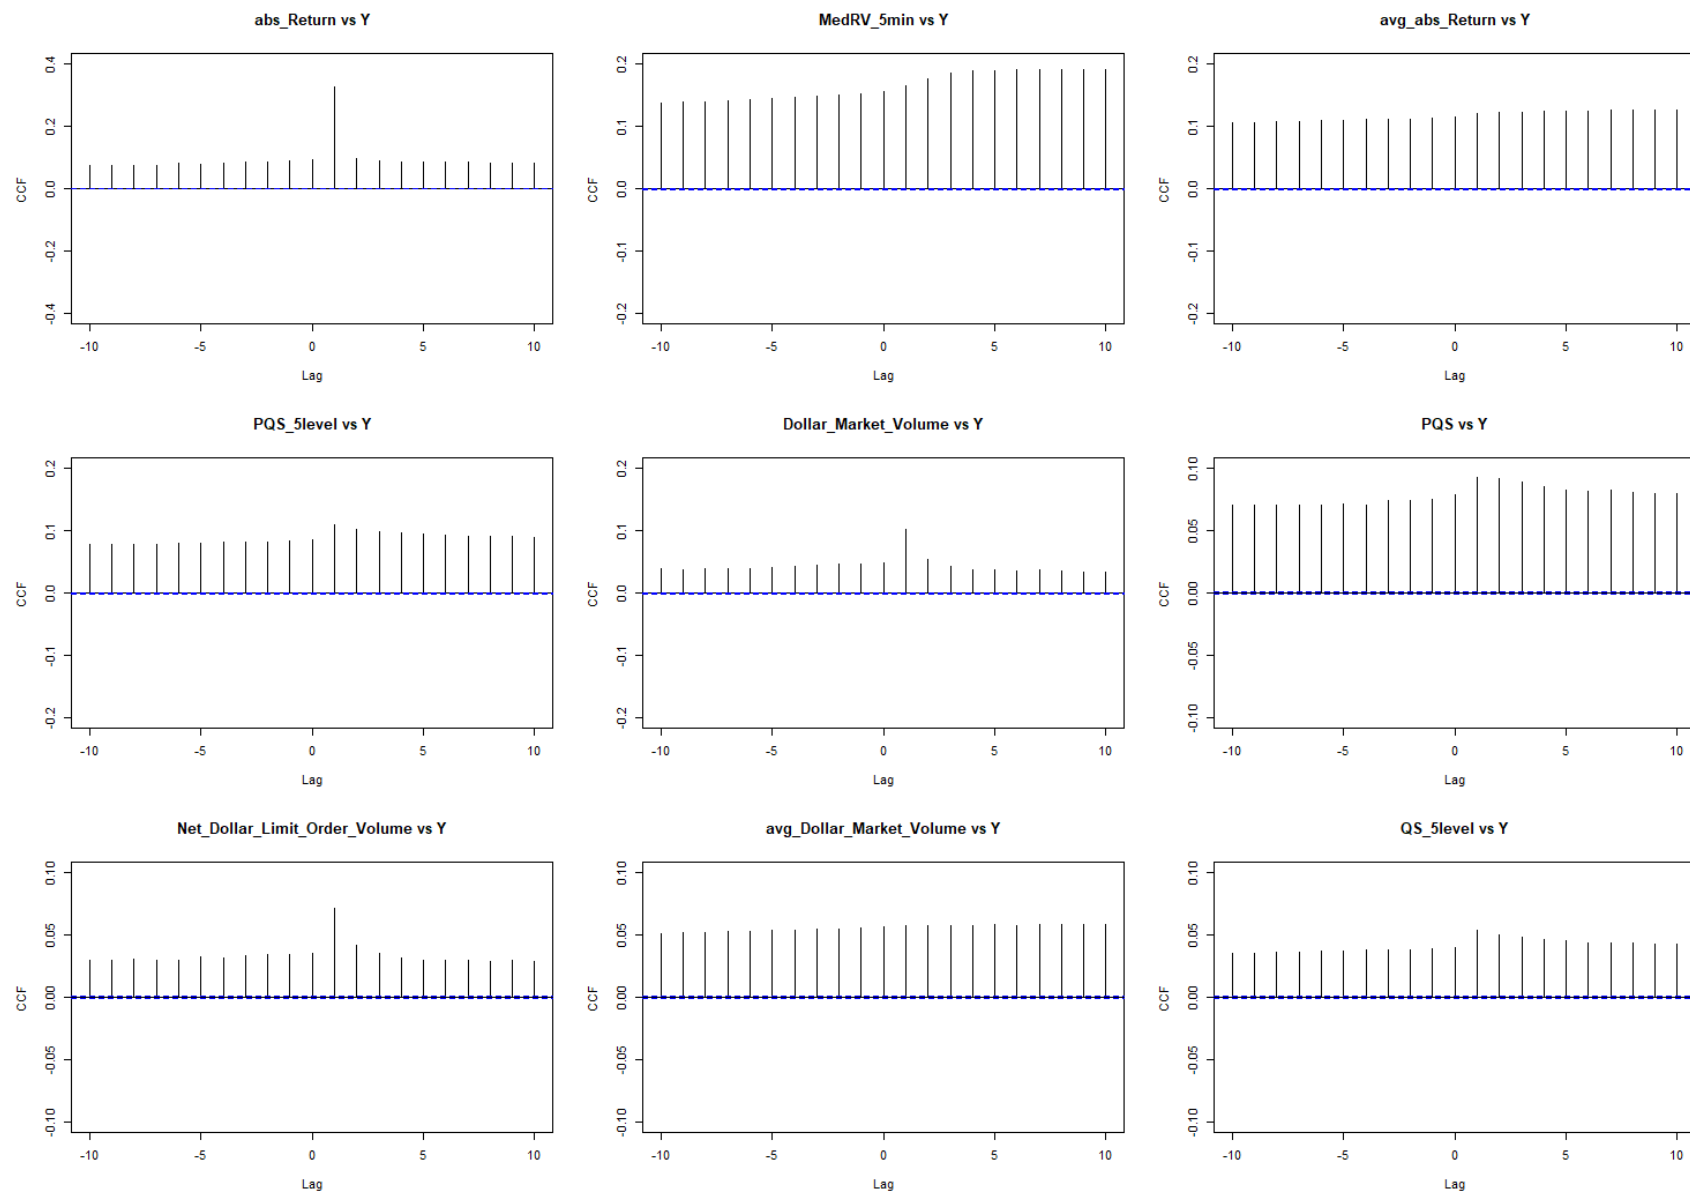 abs_Return vs Y
MedRV_5min vs Y
avg_abs_Return vs Y
CCF
0.4
0.2
0.0
-0.2
-0.4
-10 -5 0 5 10
Lag
CCF
0.2
0.1
0.0
-0.1
-0.2
-10 -5 0 5 10
Lag
CCF
0.2
0.1
0.0
-0.1
-0.2
-10 -5 0 5 10
Lag
PQS_5level vs Y
Dollar_Market_Volume vs Y
PQS vs Y
CCF
0.2
0.1
0.0
-0.1
-0.2
-10 -5 0 5 10
Lag
CCF
0.2
0.1
0.0
-0.1
-0.2
-10 -5 0 5 10
Lag
CCF
0.10
0.05
0.00
-0.05
-0.10
-10 -5 0 5 10
Lag
Net_Dollar_Limit_Order_Volume vs Y
avg_Dollar_Market_Volume vs Y
QS_5level vs Y
CCF
0.10
0.05
0.00
-0.05
-0.10
-10 -5 0 5 10
Lag
CCF
0.10
0.05
0.00
-0.05
-0.10
-10 -5 0 5 10
Lag
CCF
0.10
0.05
0.00
-0.05
-0.10
-10 -5 0 5 10
Lag